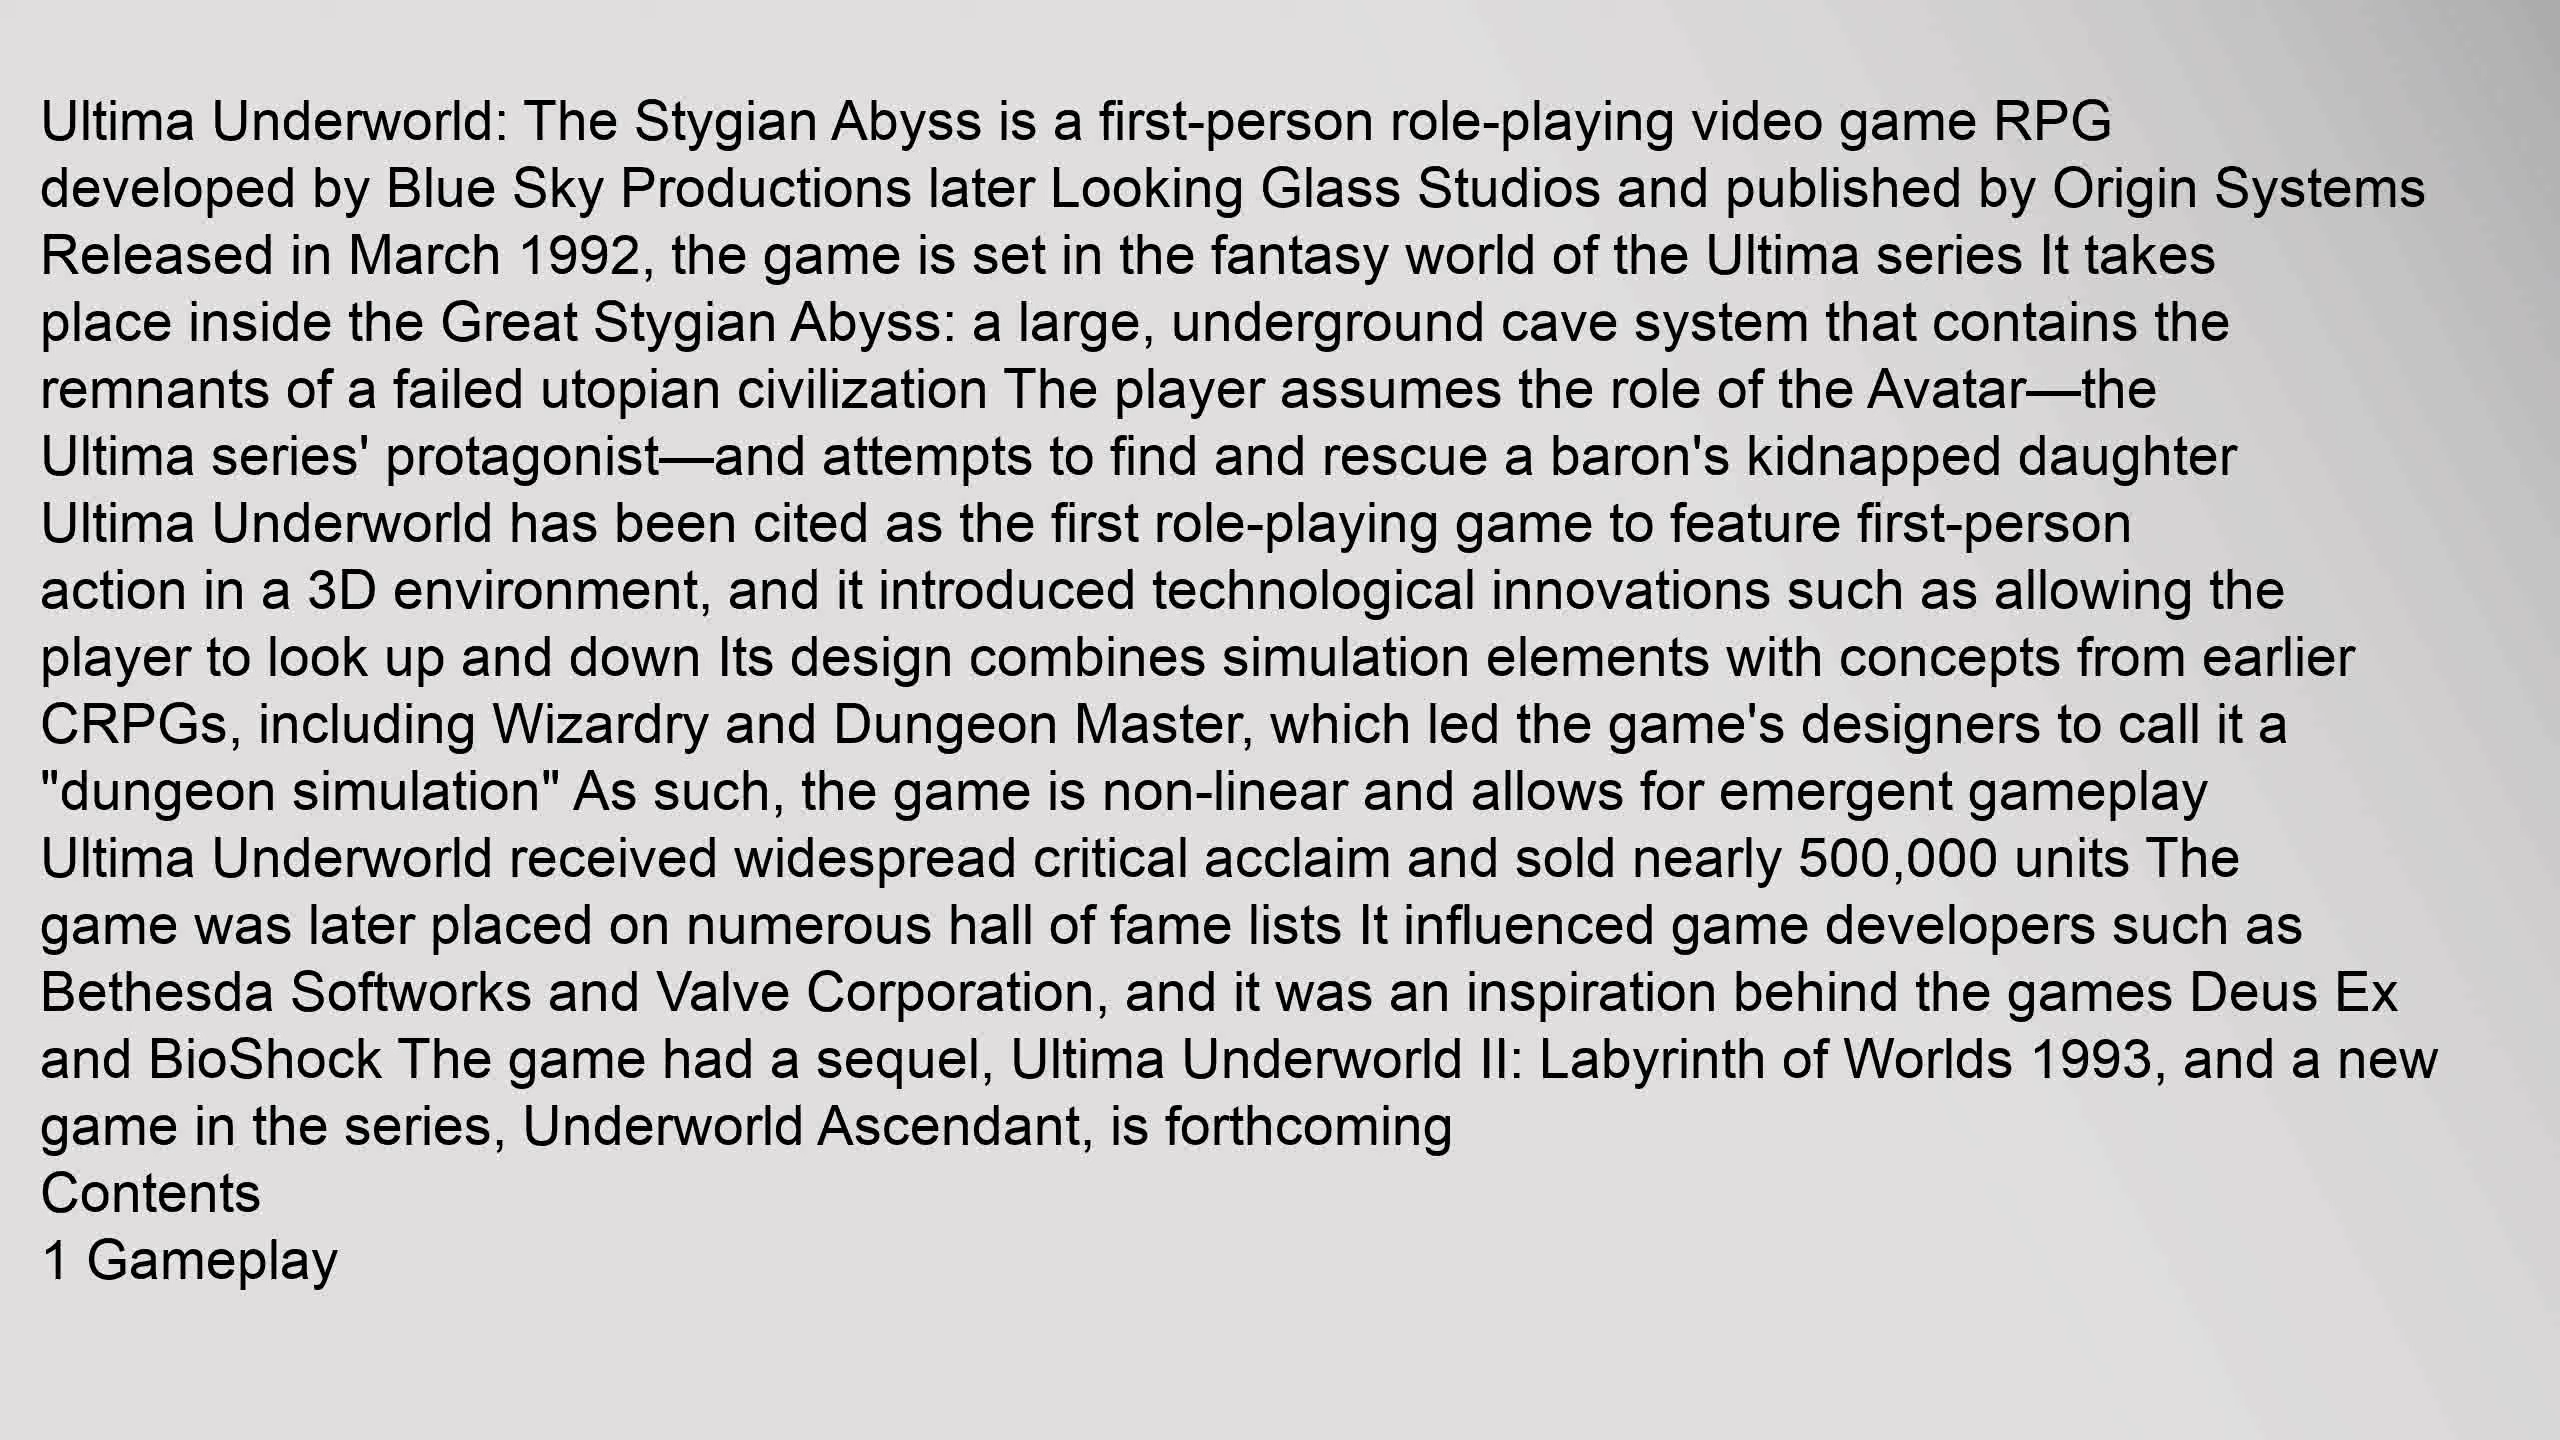 Ultima Underworld: The Stygian Abyss is a first-person role-playing video game RPG
developed by Blue Sky Productions later Looking Glass Studios and published by Origin Systems
Released in March 1992, the game is set in the fantasy world of the Ultima series It takes
place inside the Great Stygian Abyss: a large, underground cave system that contains the
remnants of a failed utopian civilization The player assumes the role of the Avatar—the
Ultima series' protagonist—and attempts to find and rescue a baron's kidnapped daughter
Ultima Underworld has been cited as the first role-playing game to feature first-person
action in a 3D environment, and it introduced technological innovations such as allowing the
player to look up and down Its design combines simulation elements with concepts from earlier
CRPGs, including Wizardry and Dungeon Master, which led the game's designers to call it a
"dungeon simulation" As such, the game is non-linear and allows for emergent gameplay
Ultima Underworld received widespread critical acclaim and sold nearly 500,000 units The
game was later placed on numerous hall of fame lists It influenced game developers such as
Bethesda Softworks and Valve Corporation, and it was an inspiration behind the games Deus Ex
and BioShock The game had a sequel, Ultima Underworld II: Labyrinth of Worlds 1993, and a new
game in the series, Underworld Ascendant, is forthcoming
Contents
1 Gameplay